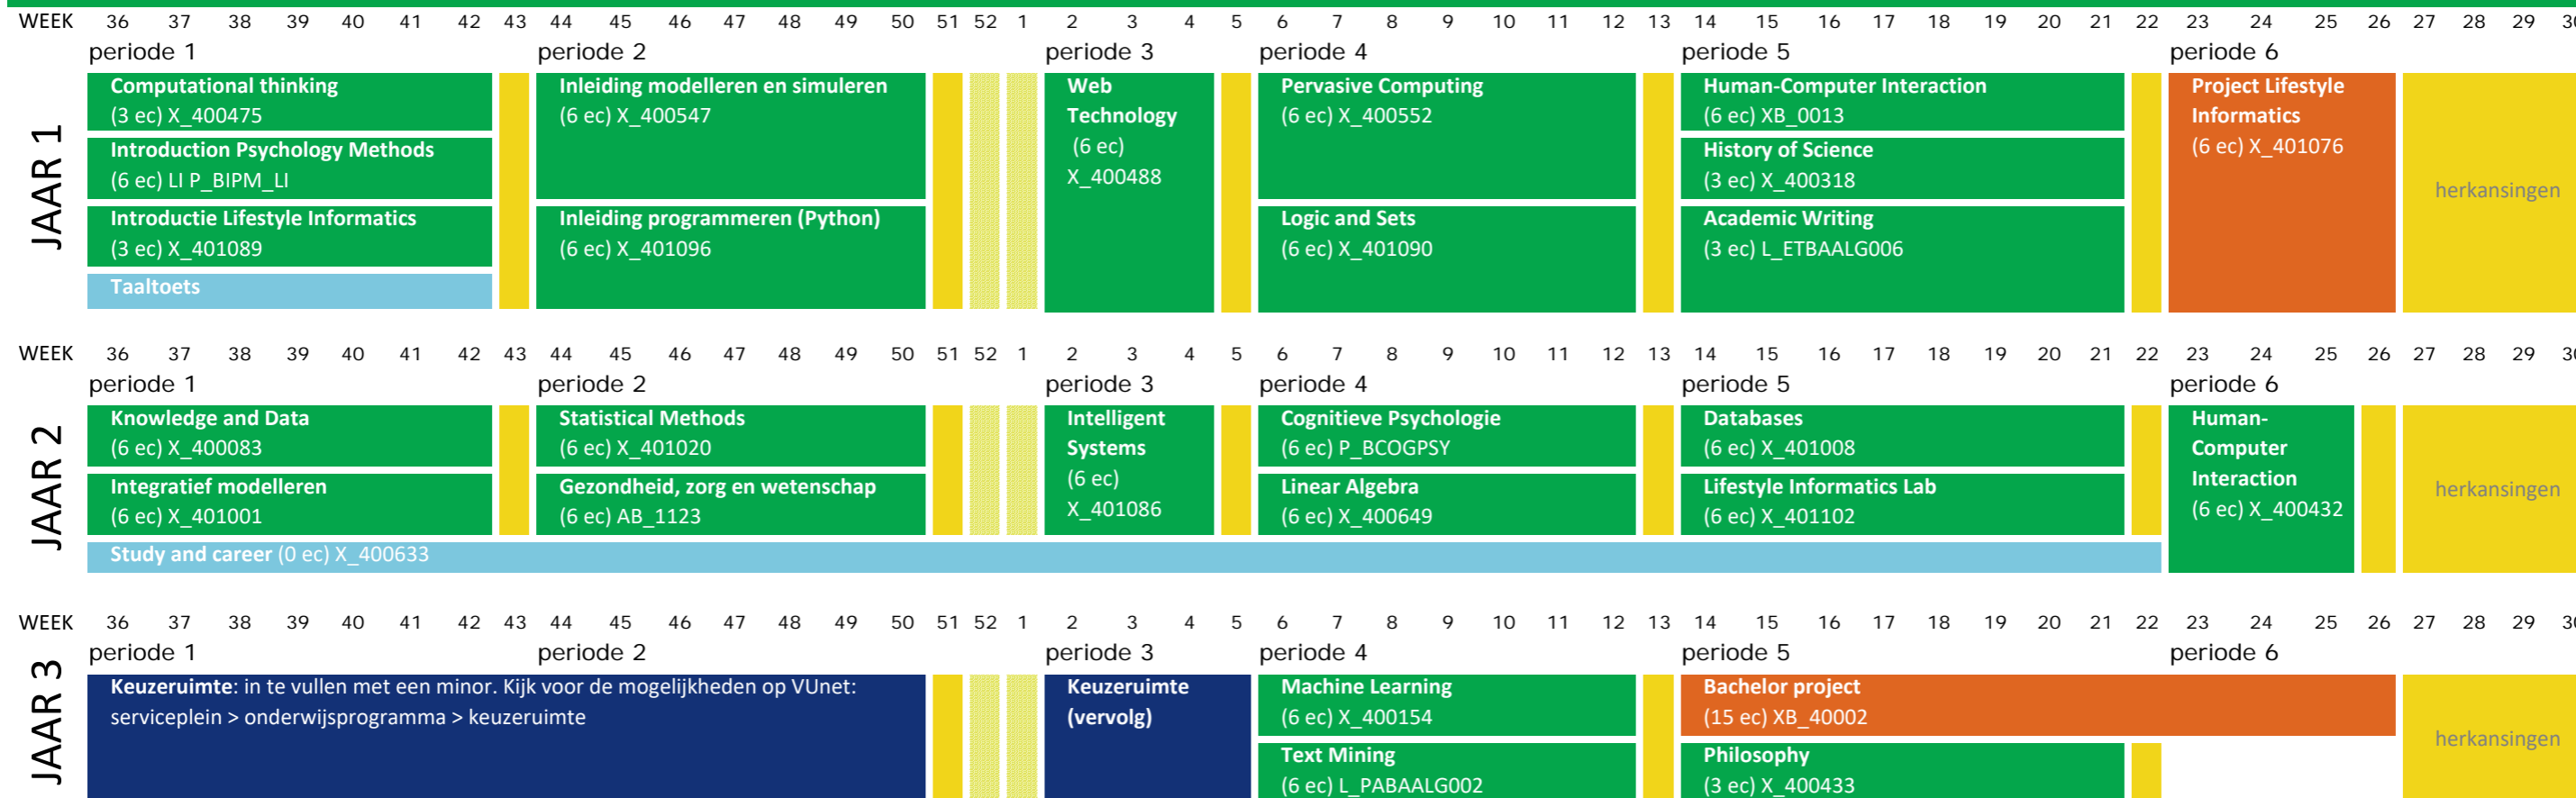 WEEK 36 37 38 39 40 41 42 43 44 45 46 47 48 49 50 51 52 1 2 3 4 5 6 7 8 9 10 11 12 13 14 15 16 17 18 19 20 21 22 23 24 25 26 27 28 29
periode 1 periode 2 periode 3 periode 4 periode 5 periode 6
JAAR 1
Computational thinking
(3 ec) X_400475
Introduction Psychology Methods
(6 ec) LI P_BIPM_LI
Introductie Lifestyle Informatics
(3 ec) X_401089
Taaltoets
Inleiding modelleren en simuleren
(6 ec) X_400547
Inleiding programmeren (Python)
(6 ec) X_401096
Web
Technology
(6 ec)
X_400488
Pervasive Computing
(6 ec) X_400552
Logic and Sets
(6 ec) X_401090
Human-Computer Interaction
(6 ec) XB_0013
History of Science
(3 ec) X_400318
Academic Writing
(3 ec) L_ETBAALG006
Project Lifestyle
Informatics
(6 ec) X_401076
herkansingen
WEEK 36 37 38 39 40 41 42 43 44 45 46 47 48 49 50 51 52 1 2 3 4 5 6 7 8 9 10 11 12 13 14 15 16 17 18 19 20 21 22 23 24 25 26 27 28 29
periode 1 periode 2 periode 3 periode 4 periode 5 periode 6
JAAR 2
Knowledge and Data
(6 ec) X_400083
Integratief modelleren
(6 ec) X_401001
Statistical Methods
(6 ec) X_401020
Gezondheid, zorg en wetenschap
(6 ec) AB_1123
Intelligent
Systems
(6 ec)
X_401086
Cognitieve Psychologie
(6 ec) P_BCOGPSY
Linear Algebra
(6 ec) X_400649
Databases
(6 ec) X_401008
Lifestyle Informatics Lab
(6 ec) X_401102
Human-
Computer
Interaction
(6 ec) X_400432
herkansingen
Study and career (0 ec) X_400633
WEEK 36 37 38 39 40 41 42 43 44 45 46 47 48 49 50 51 52 1 2 3 4 5 6 7 8 9 10 11 12 13 14 15 16 17 18 19 20 21 22 23 24 25 26 27 28 29
periode 1 periode 2 periode 3 periode 4 periode 5 periode 6
JAAR 3
Keuzeruimte: in te vullen met een minor. Kijk voor de mogelijkheden op VUnet:
serviceplein > onderwijsprogramma > keuzeruimte
Keuzeruimte
(vervolg)
Machine Learning
(6 ec) X_400154
Text Mining
(6 ec) L_PABAALG002
Bachelor project
(15 ec) XB_40002
Philosophy
(3 ec) X_400433
herkansingen